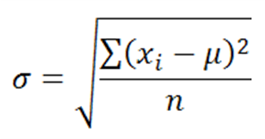 σ = √(∑(xᵢ − μ)² / n)